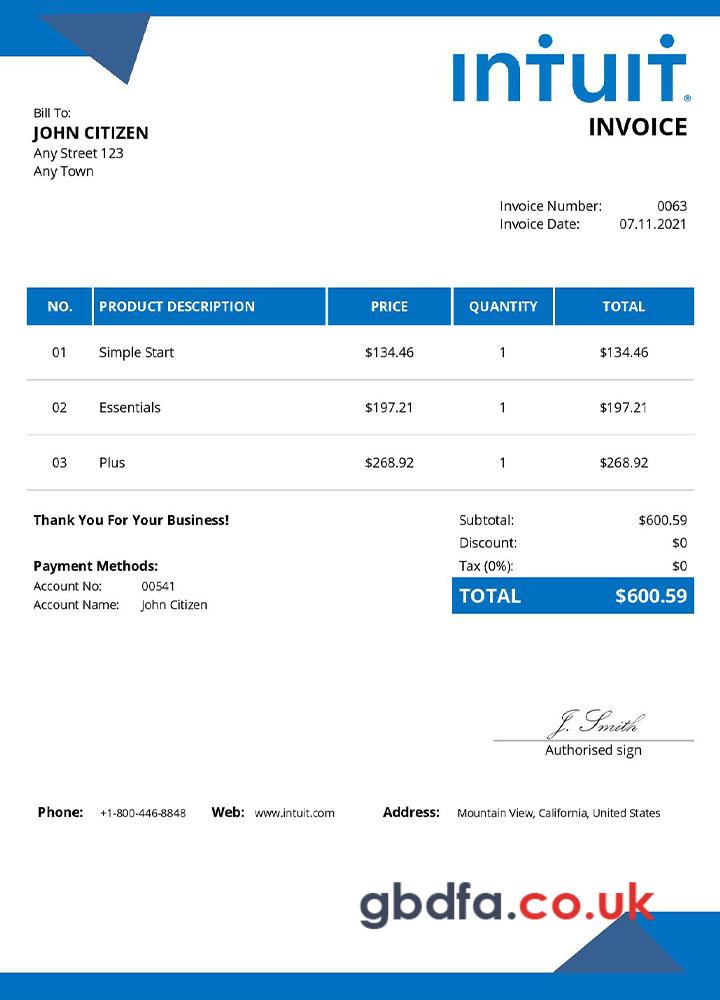 intuit®
INVOICE
Bill To:
JOHN CITIZEN
Any Street 123
Any Town
Invoice Number: 0063
Invoice Date: 07.11.2021
NO. PRODUCT DESCRIPTION PRICE QUANTITY TOTAL
01 Simple Start $134.46 1 $134.46
02 Essentials $197.21 1 $197.21
03 Plus $268.92 1 $268.92
Thank You For Your Business!
Payment Methods:
Account No: 00541
Account Name: John Citizen
Subtotal: $600.59
Discount: $0
Tax (0%): $0
TOTAL $600.59
J. Smith
Authorised sign
Phone: +1-800-446-8848 Web: www.intuit.com Address: Mountain View, California, United States
gbdfa.co.uk